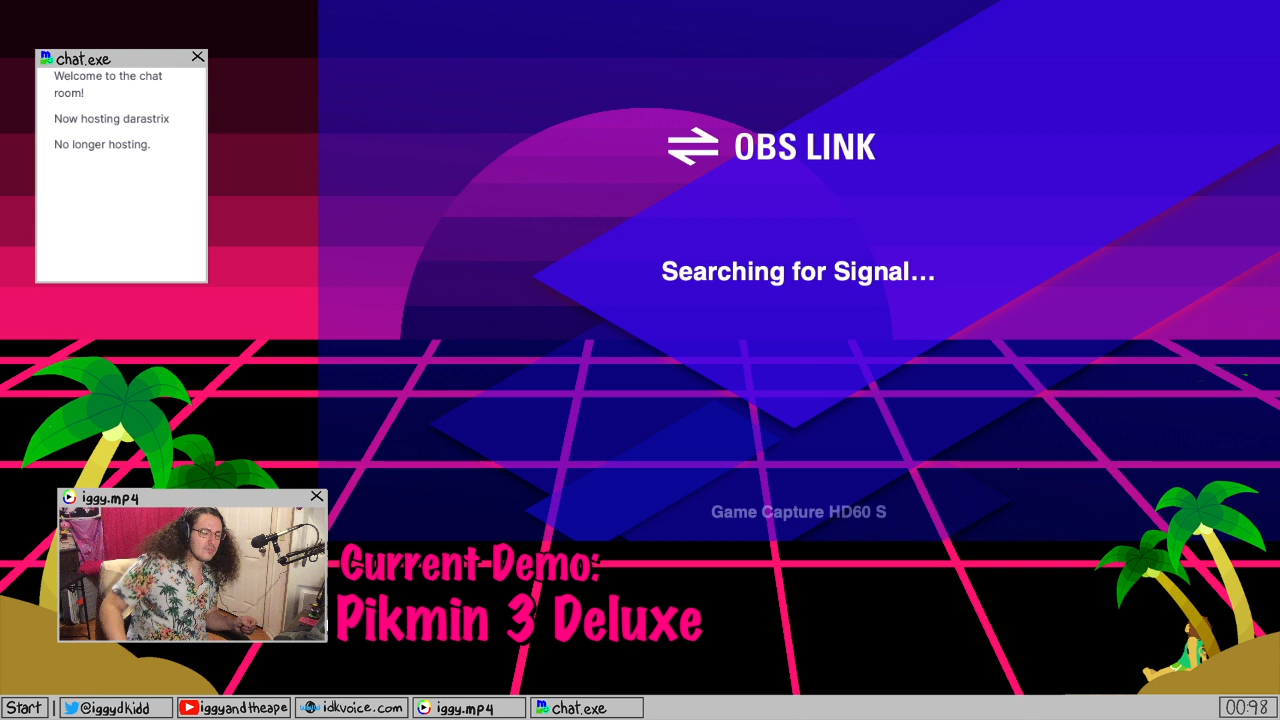 chat.exe
Welcome to the chat
room!
Now hosting darastrix
No longer hosting.
OBS LINK
Searching for Signal...
Game Capture HD60 S
iggy.mp4
Current Demo:
Pikmin 3 Deluxe
Start
@iggydkidd
iggyandtheape
www
idkvoice.com
iggy.mp4
chat.exe
00:98